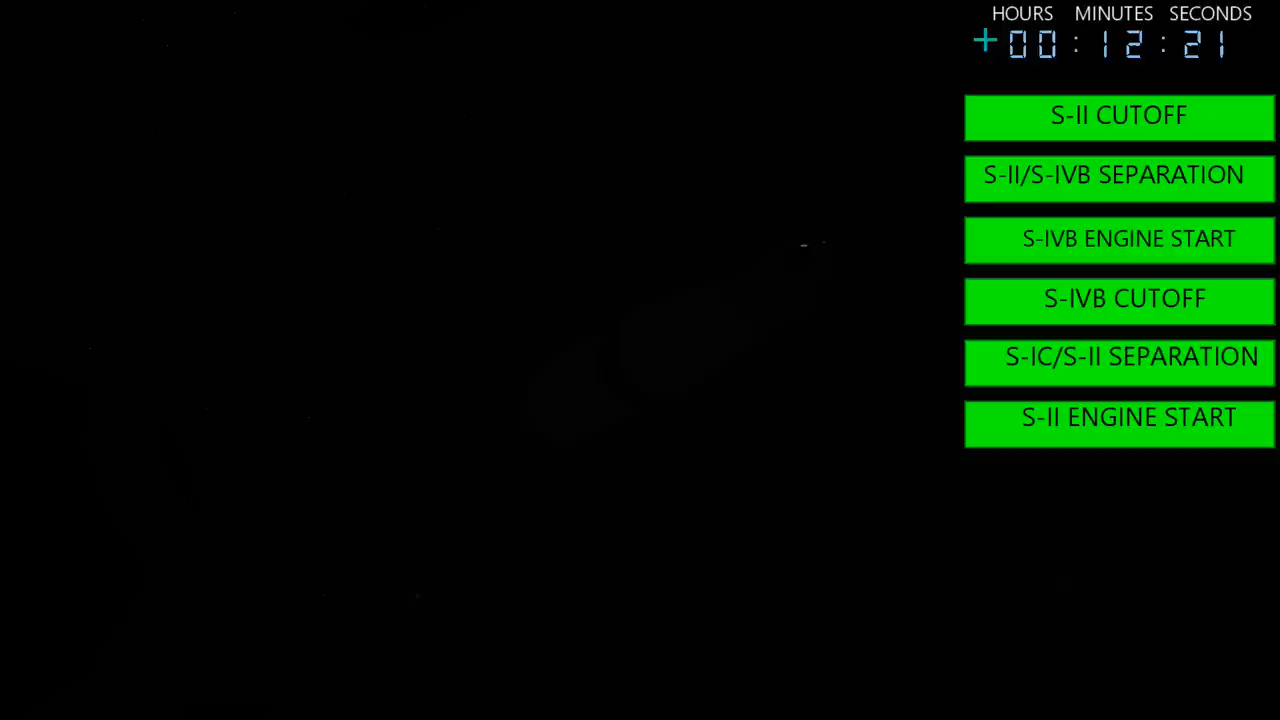 HOURS MINUTES SECONDS
+00:12:21
S-II CUTOFF
S-II/S-IVB SEPARATION
S-IVB ENGINE START
S-IVB CUTOFF
S-IC/S-II SEPARATION
S-II ENGINE START